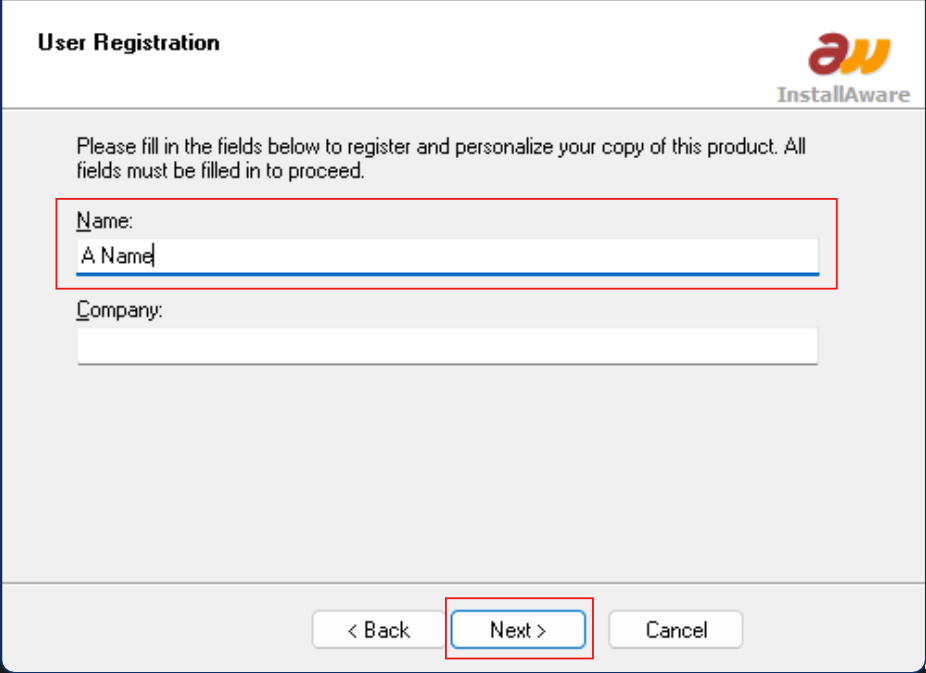 User Registration
aw
InstallAware
Please fill in the fields below to register and personalize your copy of this product. All
fields must be filled in to proceed.
Name:
A Name
Company:
< Back
Next >
Cancel